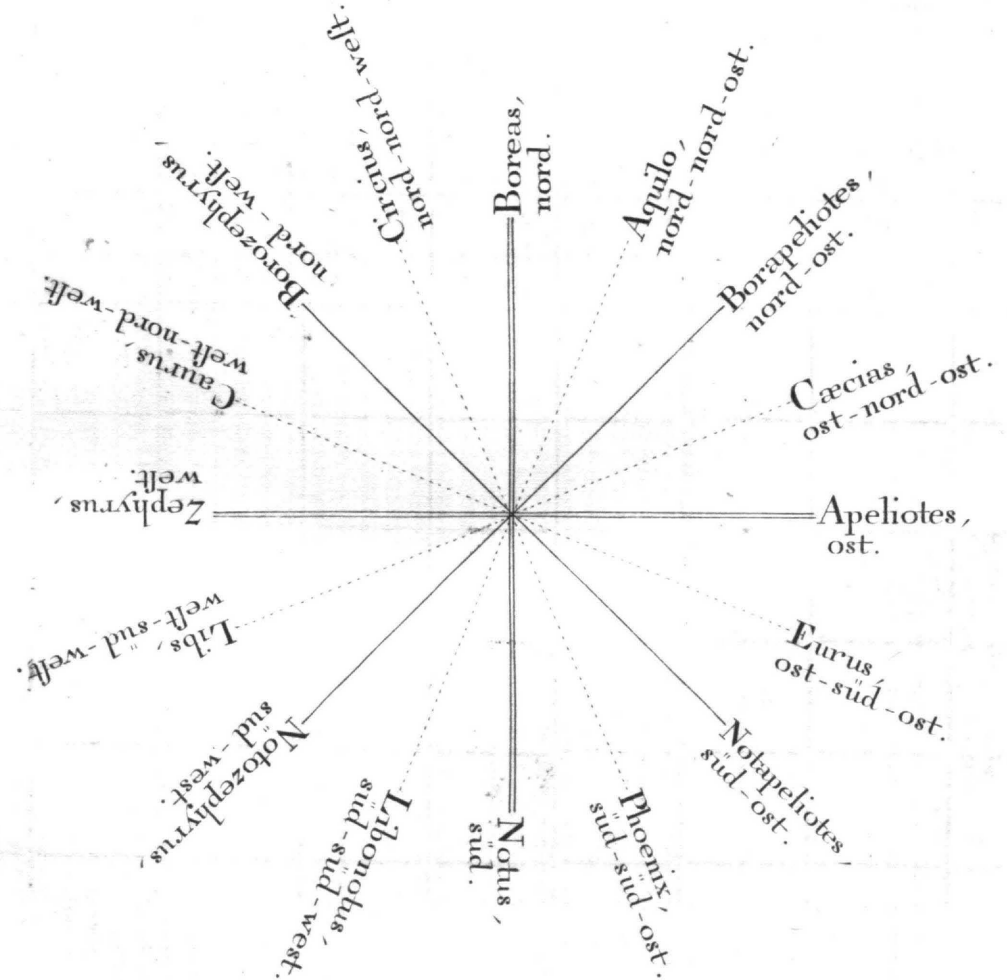 Boreas,
nord.
Aquilo,
nord-nord-ost.
Borapeliotes,
nord-ost.
Cæcias,
ost-nord-ost.
Apeliotes,
ost.
Eurus,
ost-süd-ost.
Notapeliotes,
süd-ost.
Phoenix,
süd-süd-ost.
Notus,
süd.
Libonotus,
süd-süd-west.
Notozephyrus,
süd-west.
Libs,
weſt-süd-weſt.
Zephyrus,
weſt.
Caurus,
weſt-nord-weſt.
Borozephyrus,
nord-weſt.
Circius,
nord-nord-weſt.